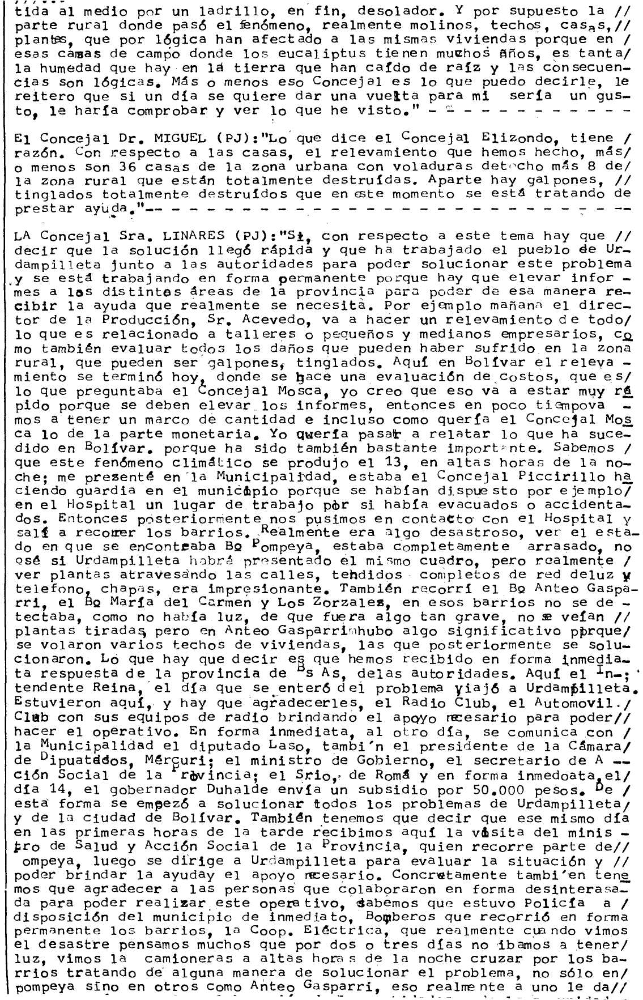 tida al medio por un ladrillo, en fin, desolador. Y por supuesto la //
parte rural donde pasó el fenómeno, realmente molinos, techos, casas,//
plantas, que por lógica han afectado a las mismas viviendas porque en /
esas casas de campo donde los eucaliptus tienen muchos años, es tanta/
la humedad que hay en la tierra que han caído de raíz y las consecuen-
cias son lógicas. Más o menos eso Concejal es lo que puedo decirle, le
reitero que si un día se quiere dar una vuelta para mi sería un gus-
to, le haría comprobar y ver lo que he visto." - - - - - - - - - - - -
El Concejal Dr. MIGUEL (PJ):"Lo que dice el Concejal Elizondo, tiene /
razón. Con respecto a las casas, el relevamiento que hemos hecho, más/
o menos son 36 casas de la zona urbana con voladuras detecho más 8 de/
la zona rural que están totalmente destruídas. Aparte hay galpones, //
tinglados totalmente destruídos que en este momento se está tratando de
prestar ayuda."-- - - - - - - - - - - - - - - - - - - - - - - - - - --
LA Concejal Sra. LINARES (PJ):"Si, con respecto a este tema hay que //
decir que la solución llegó rápida y que ha trabajado el pueblo de Ur-
dampilleta junto a las autoridades para poder solucionar este problema
y se está trabajando en forma permanente porque hay que elevar infor -
mes a las distintas áreas de la provincia para poder de esa manera re-
cibir la ayuda que realmente se necesita. Por ejemplo mañana el direc-
tor de la Producción, Sr. Acevedo, va a hacer un relevamiento de todo/
lo que es relacionado a talleres o pequeños y medianos empresarios, co
mo también evaluar todos los daños que pueden haber sufrido en la zona
rural, que pueden ser galpones, tinglados. Aquí en Bolívar el releva -
miento se terminó hoy, donde se hace una evaluación de costos, que es/
lo que preguntaba el Concejal Mosca, yo creo que eso va a estar muy rá
pido porque se deben elevar los informes, entonces en poco tiempova -
mos a tener un marco de cantidad e incluso como quería el Concejal Mos
ca lo de la parte monetaria. Yo quería pasar a relatar lo que ha suce-
dido en Bolívar. porque ha sido también bastante importante. Sabemos /
que este fenómeno climático se produjo el 13, en altas horas de la no-
che; me presenté en la Municipalidad, estaba el Concejal Piccirillo ha
ciendo guardia en el municipio porque se habían dispuesto por ejemplo/
en el Hospital un lugar de trabajo por si había evacuados o accidenta-
dos. Entonces posteriormente nos pusimos en contacto con el Hospital y
salí a recorrer los barrios. Realmente era algo desastroso, ver el esta-
do en que se encontraba Bº Pompeya, estaba completamente arrasado, no
osé si Urdampilleta habrá presentado el mismo cuadro, pero realmente /
ver plantas atravesando las calles, tendidos completos de red deluz y
telefono, chapas, era impresionante. También recorrí el Bº Anteo Gaspa-
rri, el Bº María del Carmen y Los Zorzales, en esos barrios no se de -
tectaba, como no había luz, de que fuera algo tan grave, no se veían //
plantas tiradas, pero en Anteo Gasparri hubo algo significativo pprque/
se volaron varios techos de viviendas, las que posteriormente se solu-
cionaron. Lo que hay que decir es que hemos recibido en forma inmedia-
ta respuesta de la provincia de Bs As, delas autoridades. Aquí el In-;
tendente Reina, el día que se enteró del problema viajó a Urdampilleta.
Estuvieron aquí, y hay que agradecerles, el Radio Club, el Automovil./
Club con sus equipos de radio brindando el apoyo necesario para poder//
hacer el operativo. En forma inmediata, al otro día, se comunica con /
la Municipalidad el diputado Laso, tambi'n el presidente de la Cámara/
de Dipuatdos, Mércuri; el ministro de Gobierno, el secretario de A --
ción Social de la Provincia; el Srio, de Romá y en forma inmedoata,el/
día 14, el gobernador Duhalde envía un subsidio por 50.000 pesos. De /
esta forma se empezó a solucionar todos los problemas de Urdampilleta/
y de la ciudad de Bolívar. También tenemos que decir que ese mismo día
en las primeras horas de la tarde recibimos aquí la visita del minis -
tro de Salud y Acción Social de la Provincia, quien recorre parte de//
ompeya, luego se dirige a Urdampilleta para evaluar la situación y //
poder brindar la ayuday el apoyo necesario. Concretamente tambi'en tene
mos que agradecer a las personas que colaboraron en forma desinterasa-
da para poder realizar este operativo, sabemos que estuvo Policía a /
disposición del municipio de inmediato, Bomberos que recorrió en forma
permanente los barrios, la Coop. Eléctrica, que realmente cuando vimos
el desastre pensamos muchos que por dos o tres días no ibamos a tener/
luz, vimos la camioneras a altas horas de la noche cruzar por los ba-
rrios tratando de alguna manera de solucionar el problema, no sólo en/
pompeya sino en otros como Anteo Gasparri, eso realmente a uno le da//